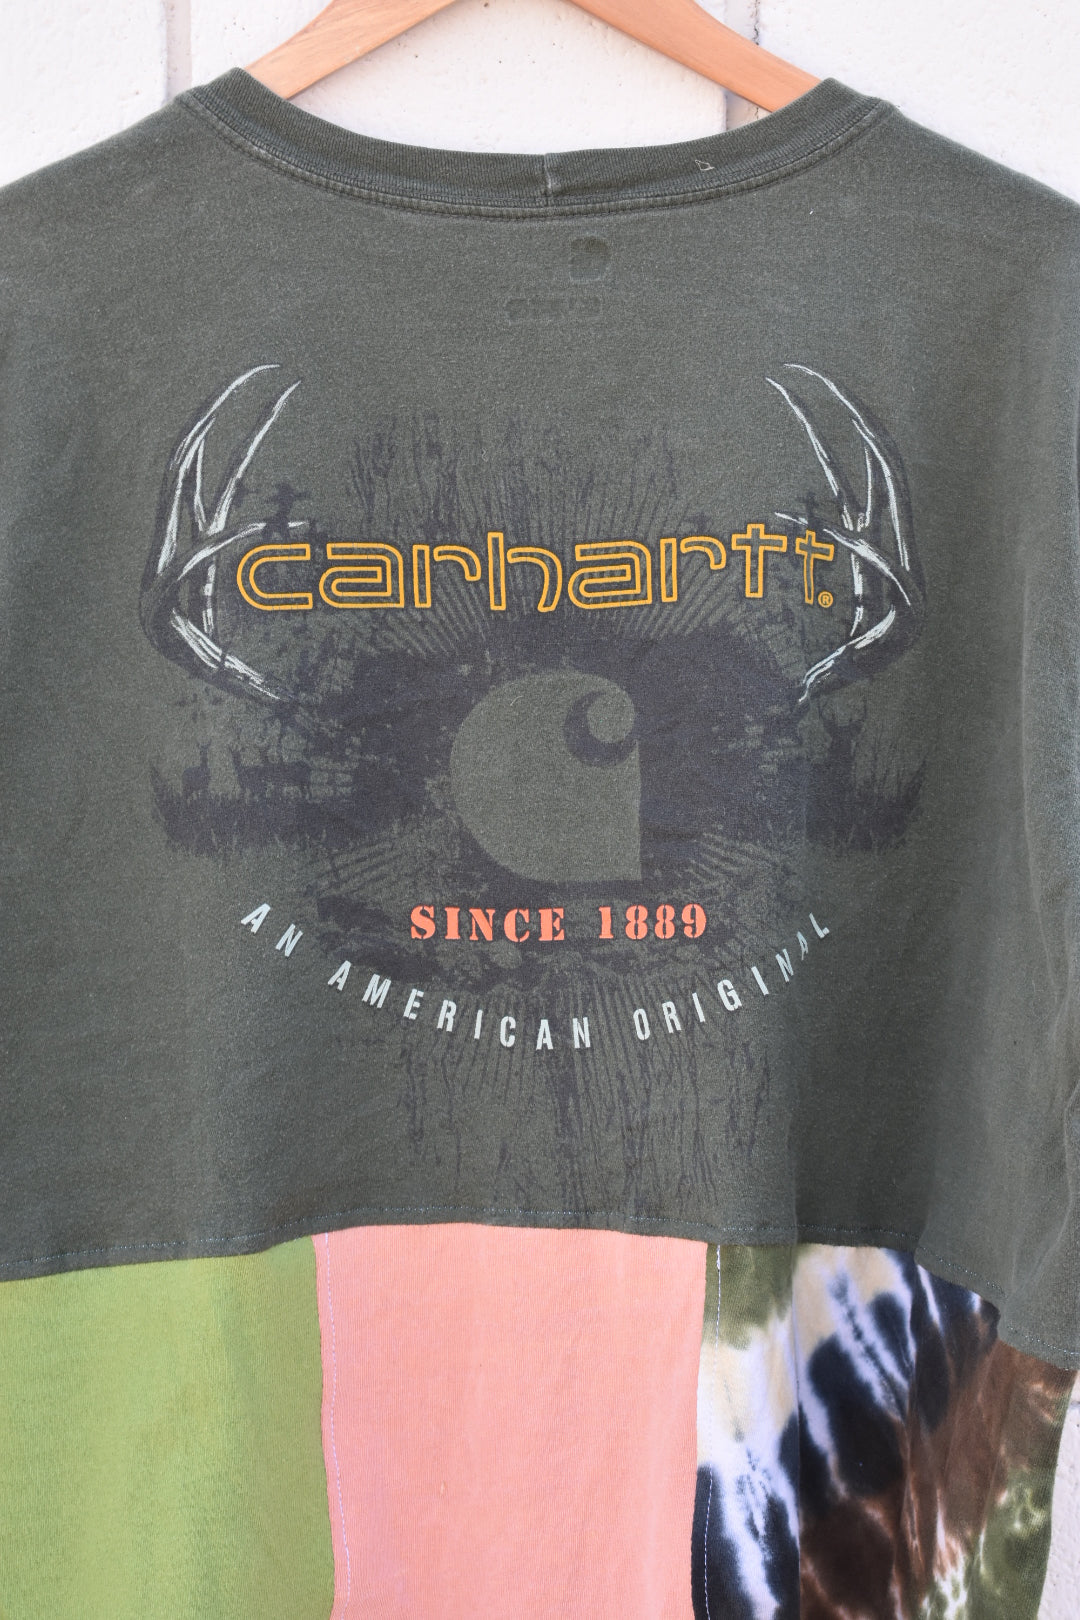 carhartt®
SINCE 1889
AN AMERICAN ORIGINAL